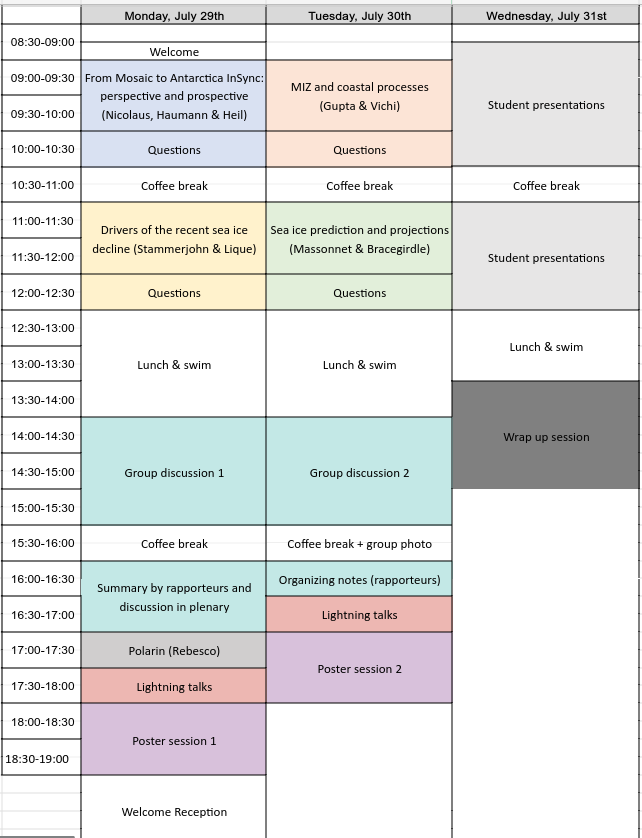 Monday, July 29th Tuesday, July 30th Wednesday, July 31st
08:30-09:00
Welcome
09:00-09:30
From Mosaic to Antarctica InSync:
perspective and prospective
(Nicolaus, Haumann & Heil)
MIZ and coastal processes
(Gupta & Vichi)
Student presentations
09:30-10:00
10:00-10:30 Questions Questions
10:30-11:00 Coffee break Coffee break Coffee break
11:00-11:30
Drivers of the recent sea ice
decline (Stammerjohn & Lique)
Sea ice prediction and projections
(Massonnet & Bracegirdle)
Student presentations
11:30-12:00
12:00-12:30 Questions Questions
12:30-13:00
Lunch & swim
13:00-13:30 Lunch & swim Lunch & swim
13:30-14:00
14:00-14:30
Wrap up session
14:30-15:00 Group discussion 1 Group discussion 2
15:00-15:30
15:30-16:00 Coffee break Coffee break + group photo
16:00-16:30
Summary by rapporteurs and
discussion in plenary
Organizing notes (rapporteurs)
16:30-17:00 Lightning talks
17:00-17:30 Polarin (Rebesco)
Poster session 2
17:30-18:00 Lightning talks
18:00-18:30
Poster session 1
18:30-19:00
Welcome Reception